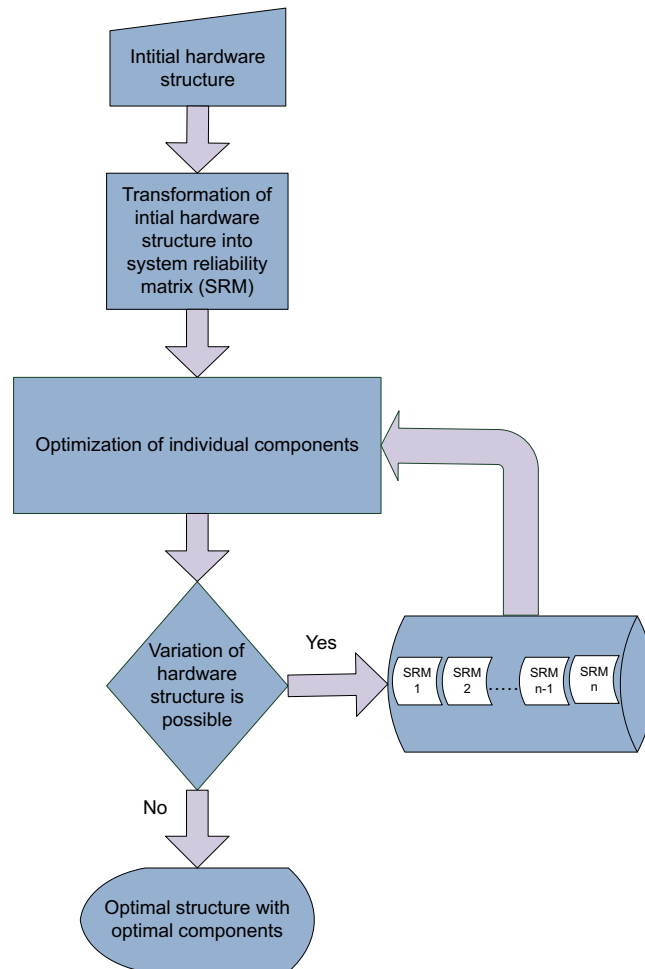 Intitial hardware
structure
Transformation of
intial hardware
structure into
system reliability
matrix (SRM)
Optimization of individual components
Variation of
hardware
structure is
possible
Yes
SRM
1
SRM
2
.....
SRM
n-1
SRM
n
No
Optimal structure with
optimal components